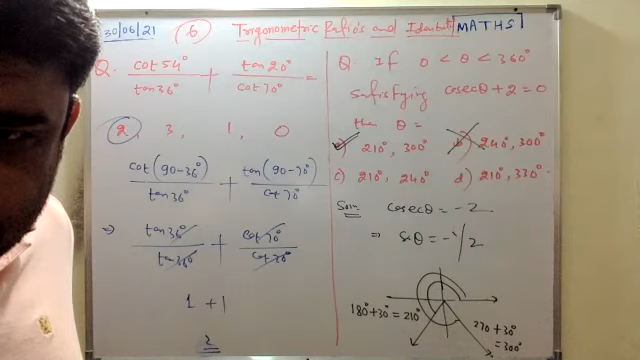 30/06/21 6 Trigonometric Ratio's and Identity MATHS
Q. cot 54° / tan 36° + tan 20° / cot 70° =
2, 3, 1, 0
cot(90-36°) / tan 36° + tan(90-70°) / cot 70°
⇒ tan 36° / tan 36° + cot 70° / cot 70°
1 + 1
2
Q. If 0 < θ < 360°
satisfying cosecθ + 2 = 0
then θ =
a) 210°, 300° b) 240°, 300°
c) 210°, 240° d) 210°, 330°.
Soln. cosecθ = -2
⇒ sinθ = -1/2
180°+30° = 210°
270 + 30°
= 300°